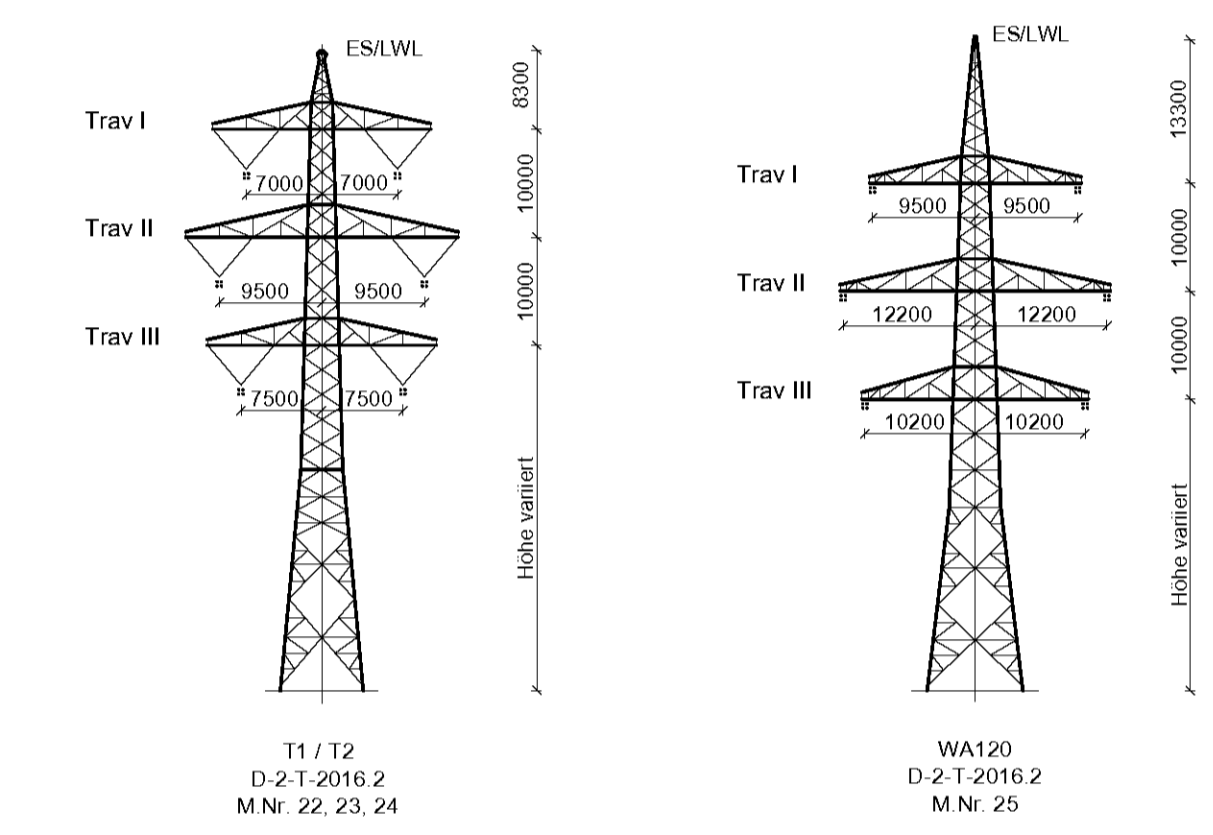 ES/LWL
8300
Trav I
7000 7000
10000
Trav II
9500 9500
10000
Trav III
7500 7500
Höhe variiert
T1 / T2
D-2-T-2016.2
M.Nr. 22, 23, 24
ES/LWL
13300
Trav I
9500 9500
10000
Trav II
12200 12200
10000
Trav III
10200 10200
Höhe variiert
WA120
D-2-T-2016.2
M.Nr. 25